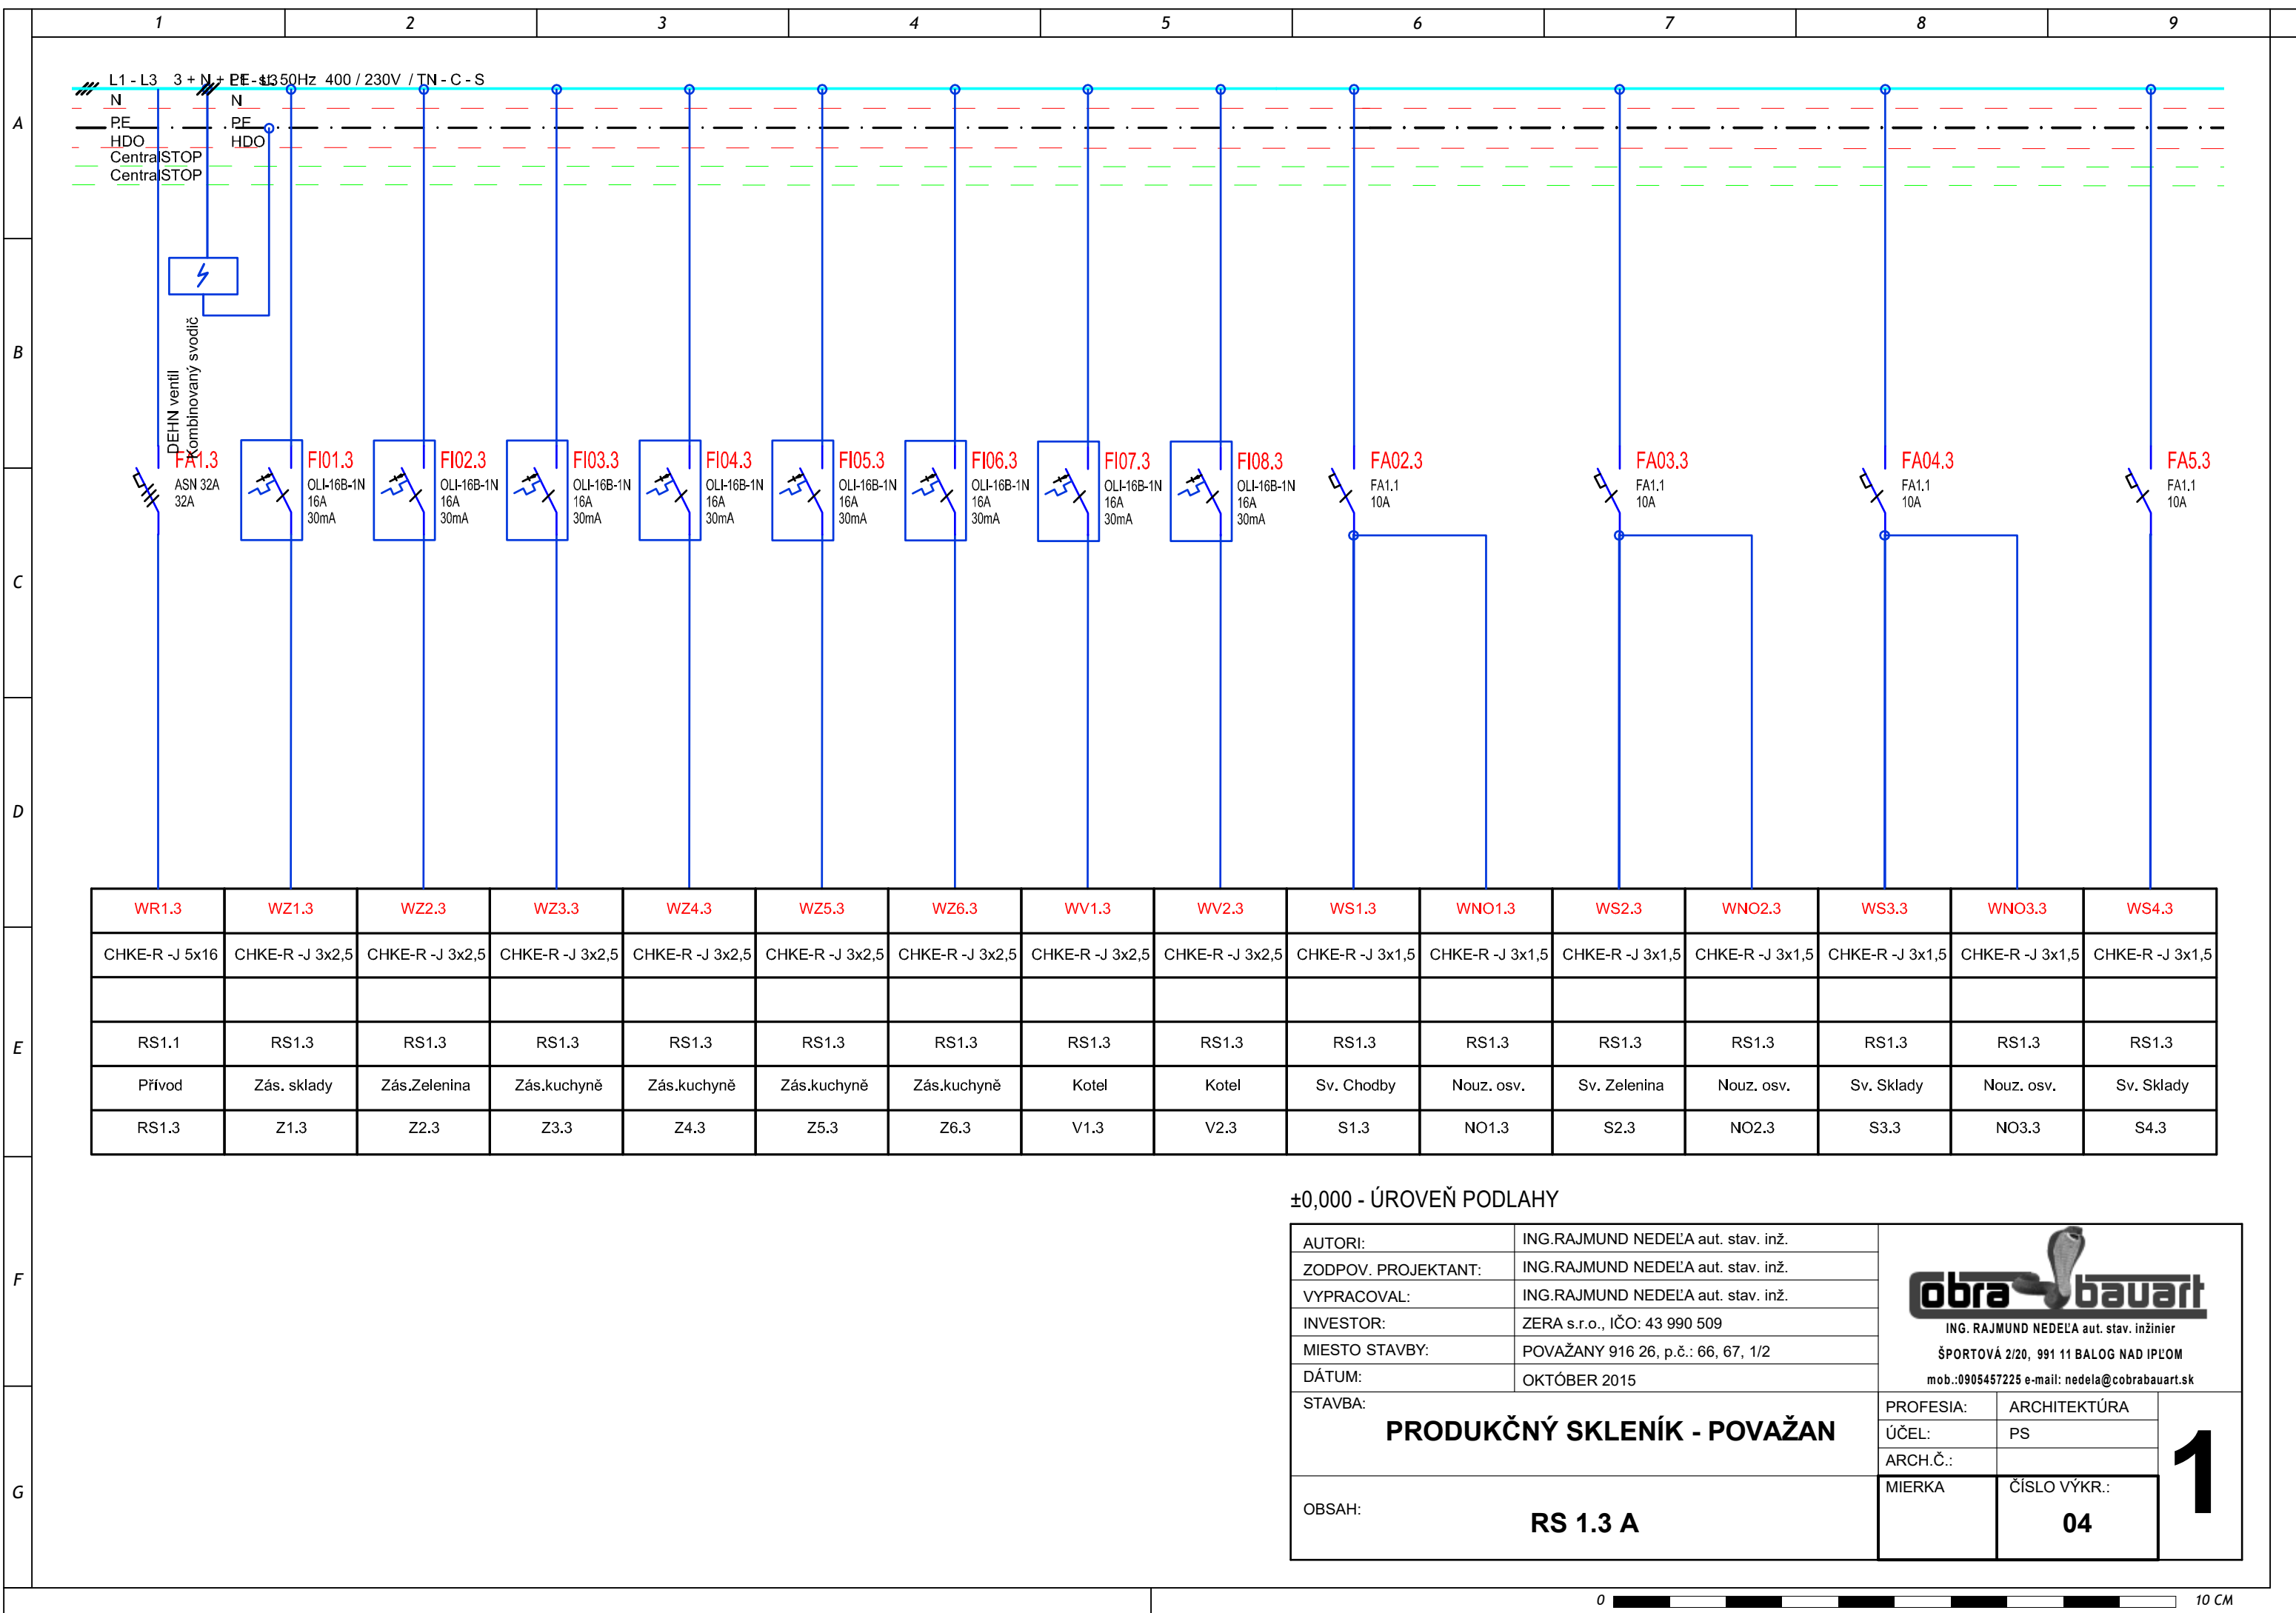 1 2 3 4 5 6 7 8 9
A
B
C
D
E
F
G
L1 - L3 3 + N + PE - st. 50Hz 400 / 230V / TN - C - S
L1 - L3
N N
PE PE
HDO HDO
CentralSTOP
CentralSTOP
DEHN ventil
Kombinovaný svodič
FA1.3
ASN 32A
32A
FI01.3
OLI-16B-1N
16A
30mA
FI02.3
OLI-16B-1N
16A
30mA
FI03.3
OLI-16B-1N
16A
30mA
FI04.3
OLI-16B-1N
16A
30mA
FI05.3
OLI-16B-1N
16A
30mA
FI06.3
OLI-16B-1N
16A
30mA
FI07.3
OLI-16B-1N
16A
30mA
FI08.3
OLI-16B-1N
16A
30mA
FA02.3
FA1.1
10A
FA03.3
FA1.1
10A
FA04.3
FA1.1
10A
FA5.3
FA1.1
10A
WR1.3 WZ1.3 WZ2.3 WZ3.3 WZ4.3 WZ5.3 WZ6.3 WV1.3 WV2.3 WS1.3 WNO1.3 WS2.3 WNO2.3 WS3.3 WNO3.3 WS4.3
CHKE-R -J 5x16 CHKE-R -J 3x2,5 CHKE-R -J 3x2,5 CHKE-R -J 3x2,5 CHKE-R -J 3x2,5 CHKE-R -J 3x2,5 CHKE-R -J 3x2,5 CHKE-R -J 3x2,5 CHKE-R -J 3x2,5 CHKE-R -J 3x1,5 CHKE-R -J 3x1,5 CHKE-R -J 3x1,5 CHKE-R -J 3x1,5 CHKE-R -J 3x1,5 CHKE-R -J 3x1,5 CHKE-R -J 3x1,5
RS1.1 RS1.3 RS1.3 RS1.3 RS1.3 RS1.3 RS1.3 RS1.3 RS1.3 RS1.3 RS1.3 RS1.3 RS1.3 RS1.3 RS1.3 RS1.3
Přívod Zás. sklady Zás.Zelenina Zás.kuchyně Zás.kuchyně Zás.kuchyně Zás.kuchyně Kotel Kotel Sv. Chodby Nouz. osv. Sv. Zelenina Nouz. osv. Sv. Sklady Nouz. osv. Sv. Sklady
RS1.3 Z1.3 Z2.3 Z3.3 Z4.3 Z5.3 Z6.3 V1.3 V2.3 S1.3 NO1.3 S2.3 NO2.3 S3.3 NO3.3 S4.3
±0,000 - ÚROVEŇ PODLAHY
AUTORI: ING.RAJMUND NEDEĽA aut. stav. inž.
ZODPOV. PROJEKTANT: ING.RAJMUND NEDEĽA aut. stav. inž.
VYPRACOVAL: ING.RAJMUND NEDEĽA aut. stav. inž.
INVESTOR: ZERA s.r.o., IČO: 43 990 509
MIESTO STAVBY: POVAŽANY 916 26, p.č.: 66, 67, 1/2
DÁTUM: OKTÓBER 2015
Cobra bauart
ING. RAJMUND NEDEĽA aut. stav. inžinier
ŠPORTOVÁ 2/20, 991 11 BALOG NAD IPĽOM
mob.:0905457225 e-mail: nedela@cobrabauart.sk
STAVBA:
PRODUKČNÝ SKLENÍK - POVAŽAN
PROFESIA: ARCHITEKTÚRA
ÚČEL: PS
ARCH.Č.:
1
OBSAH:
RS 1.3 A
MIERKA
ČÍSLO VÝKR.:
04
0 10 CM